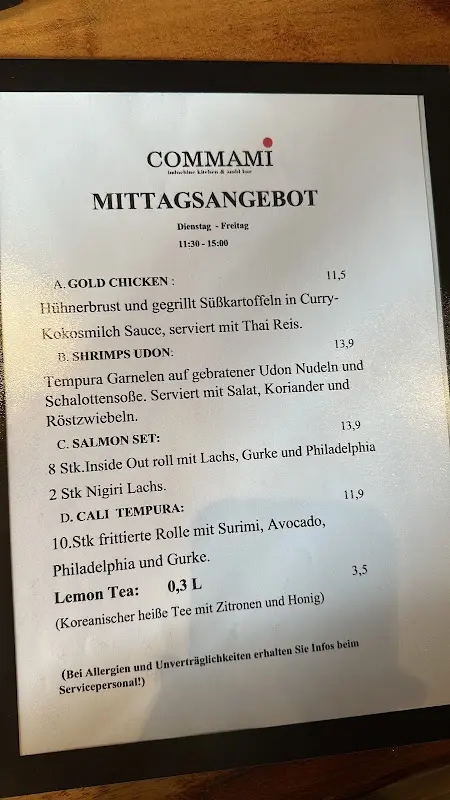 COMMAMI
indochine kitchen & sushi bar
MITTAGSANGEBOT
Dienstag - Freitag
11:30 - 15:00
A. GOLD CHICKEN : 11,5
Hühnerbrust und gegrillt Süßkartoffeln in Curry-
Kokosmilch Sauce, serviert mit Thai Reis.
B. SHRIMPS UDON: 13,9
Tempura Garnelen auf gebratener Udon Nudeln und
Schalottensoße. Serviert mit Salat, Koriander und
Röstzwiebeln.
C. SALMON SET: 13,9
8 Stk.Inside Out roll mit Lachs, Gurke und Philadelphia
2 Stk Nigiri Lachs.
D. CALI TEMPURA: 11,9
10.Stk frittierte Rolle mit Surimi, Avocado,
Philadelphia und Gurke.
Lemon Tea: 0,3 L 3,5
(Koreanischer heiße Tee mit Zitronen und Honig)
(Bei Allergien und Unverträglichkeiten erhalten Sie Infos beim
Servicepersonal!)